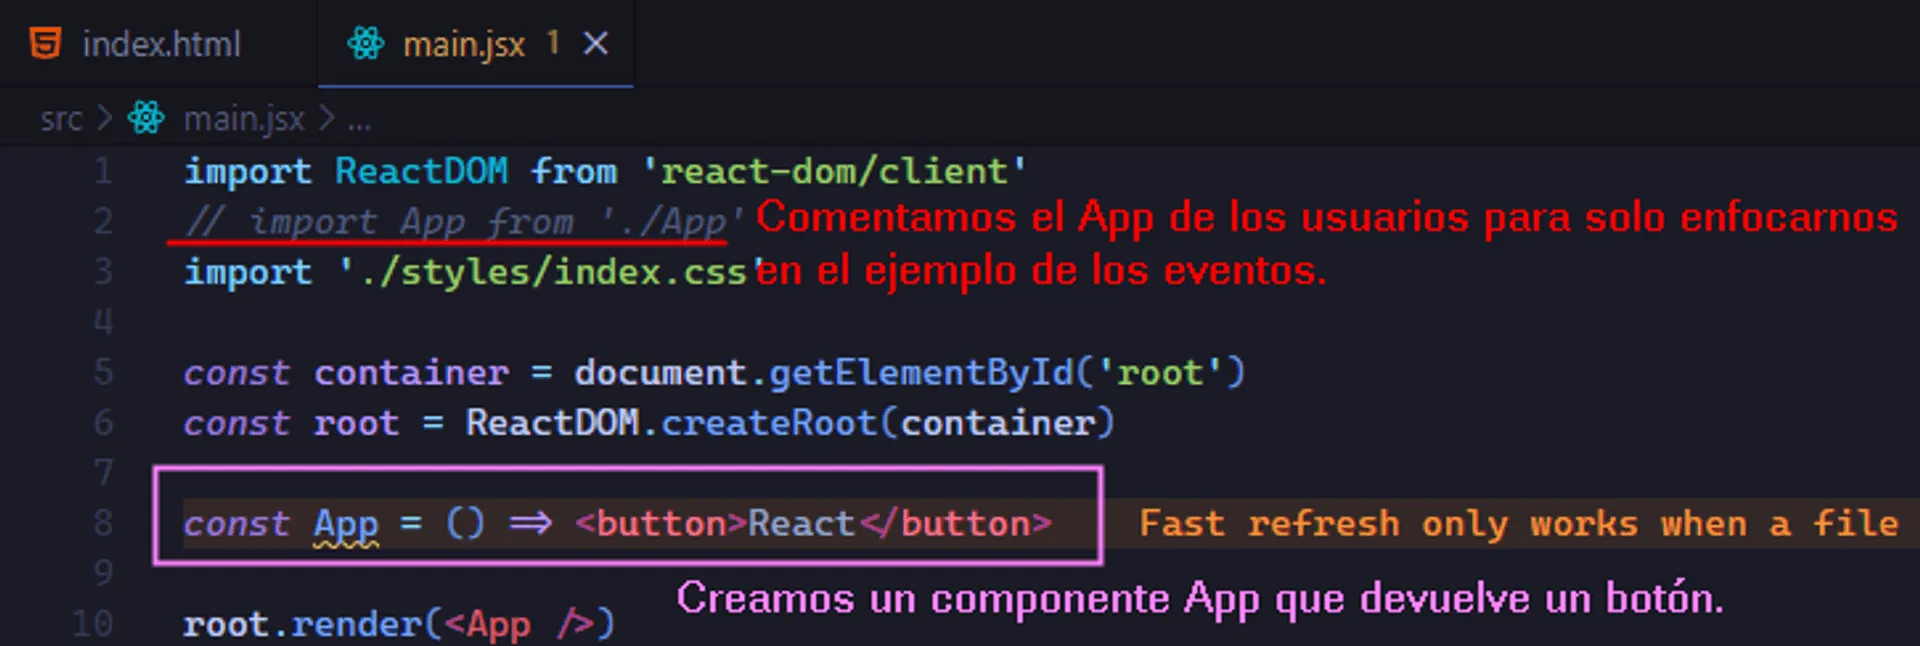 index.html main.jsx 1
src > main.jsx > ...
1 import ReactDOM from 'react-dom/client'
2 // import App from './App' Comentamos el App de los usuarios para solo enfocarnos
3 import './styles/index.css' en el ejemplo de los eventos.
4
5 const container = document.getElementById('root')
6 const root = ReactDOM.createRoot(container)
7
8 const App = () => <button>React</button> Fast refresh only works when a file
9
Creamos un componente App que devuelve un botón.
10 root.render(<App />)